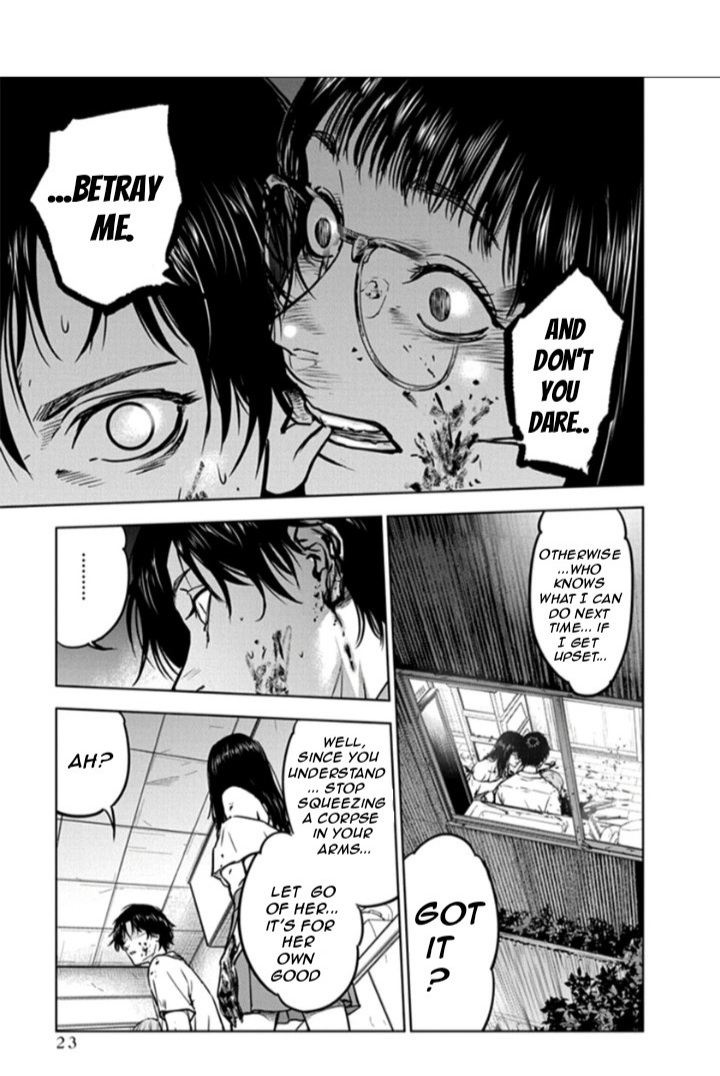 AND
DON'T
YOU
DARE..
...BETRAY
ME.
OTHERWISE
...WHO
KNOWS
WHAT I CAN
DO NEXT
TIME... IF
I GET
UPSET...
GOT
IT
?
.........
WELL,
SINCE YOU
UNDERSTAND
... STOP
SQUEEZING
A CORPSE
IN YOUR
ARMS...
LET GO
OF HER...
IT'S FOR
HER
OWN
GOOD
AH?
23